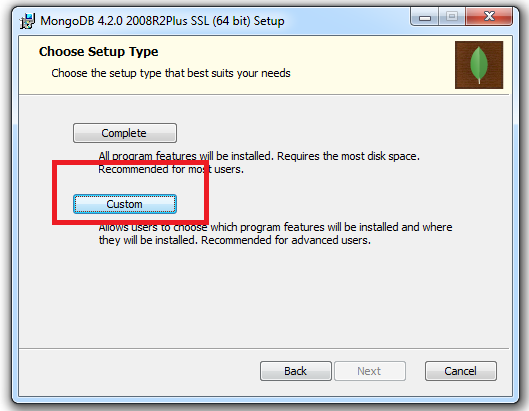 MongoDB 4.2.0 2008R2Plus SSL (64 bit) Setup
Choose Setup Type
Choose the setup type that best suits your needs
Complete
All program features will be installed. Requires the most disk space.
Recommended for most users.
Custom
Allows users to choose which program features will be installed and where
they will be installed. Recommended for advanced users.
Back
Next
Cancel